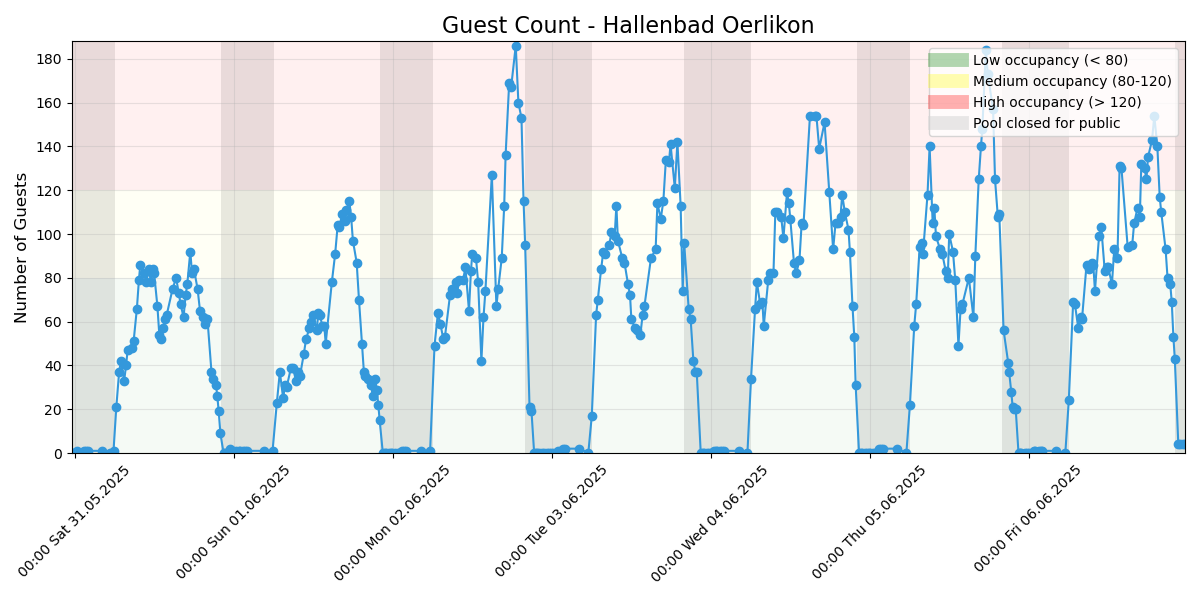 Guest Count - Hallenbad Oerlikon
Number of Guests
180
160
140
120
100
80
60
40
20
0
Low occupancy (< 80)
Medium occupancy (80-120)
High occupancy (> 120)
Pool closed for public
00:00 Sat 31.05.2025
00:00 Sun 01.06.2025
00:00 Mon 02.06.2025
00:00 Tue 03.06.2025
00:00 Wed 04.06.2025
00:00 Thu 05.06.2025
00:00 Fri 06.06.2025